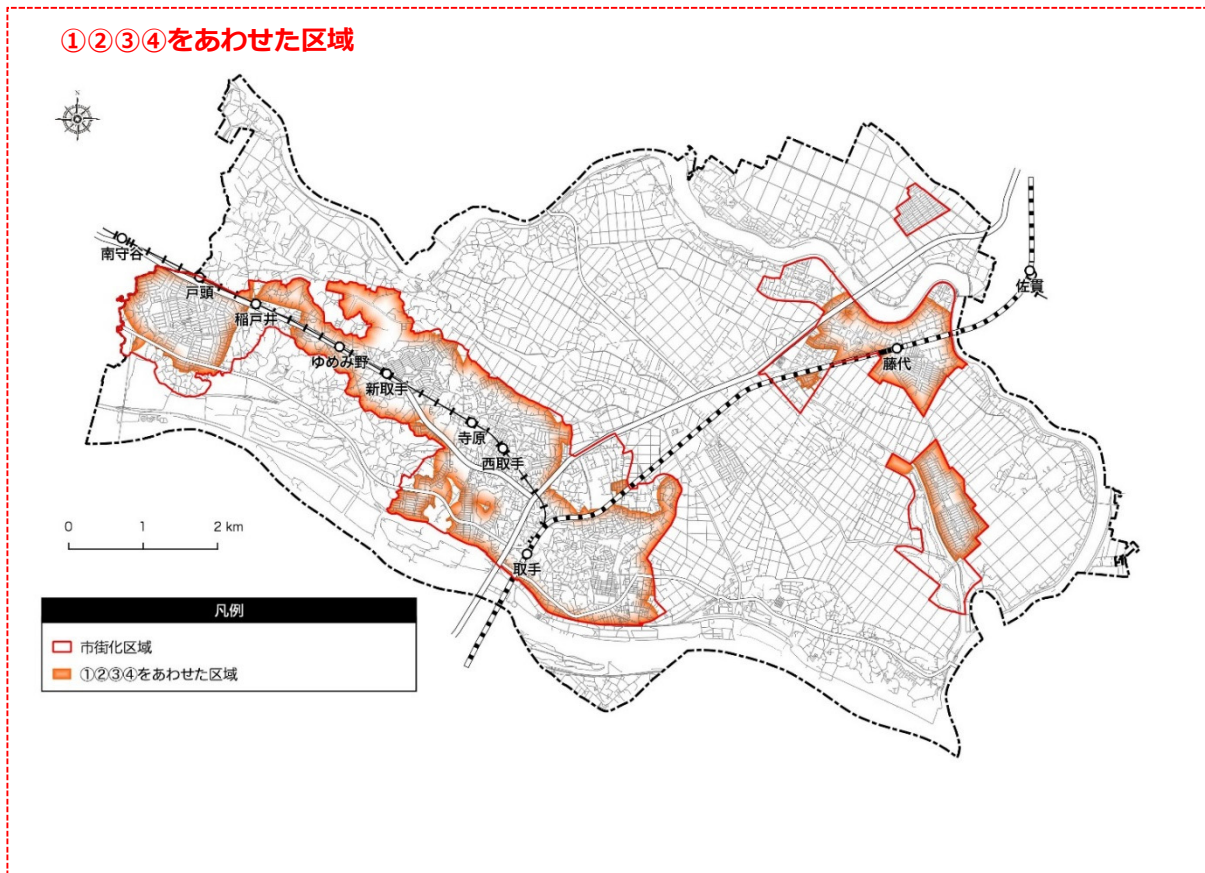 ①②③④をあわせた区域
N
南守谷
戸頭
稲戸井
ゆめみ野
新取手
寺原
西取手
取手
藤代
佐貫
0 1 2 km
凡例
市街化区域
①②③④をあわせた区域